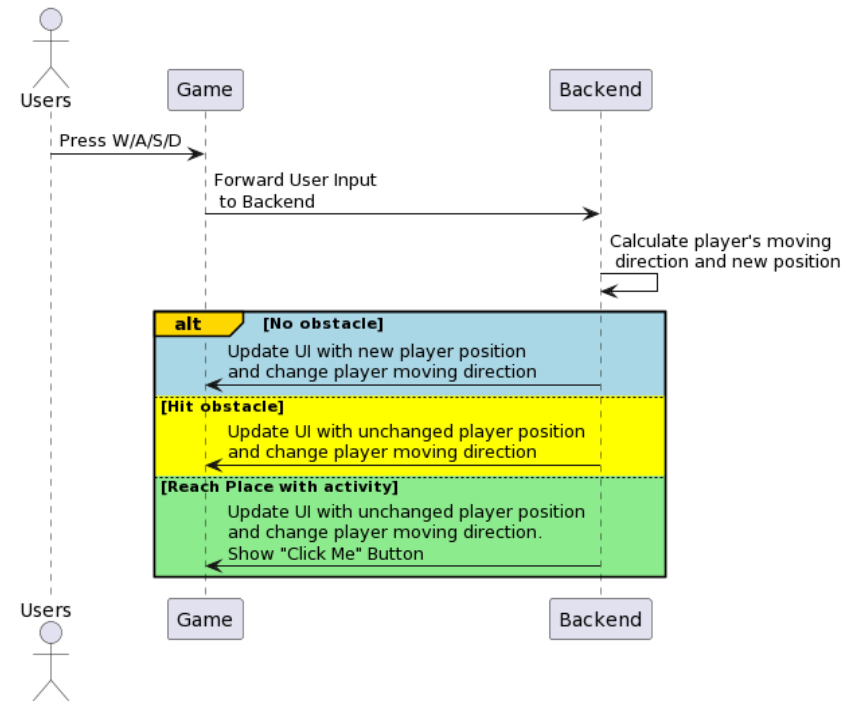 Users
Game
Backend
Press W/A/S/D
Forward User Input
to Backend
Calculate player's moving
direction and new position
alt
[No obstacle]
Update UI with new player position
and change player moving direction
[Hit obstacle]
Update UI with unchanged player position
and change player moving direction
[Reach Place with activity]
Update UI with unchanged player position
and change player moving direction.
Show "Click Me" Button
Users
Game
Backend